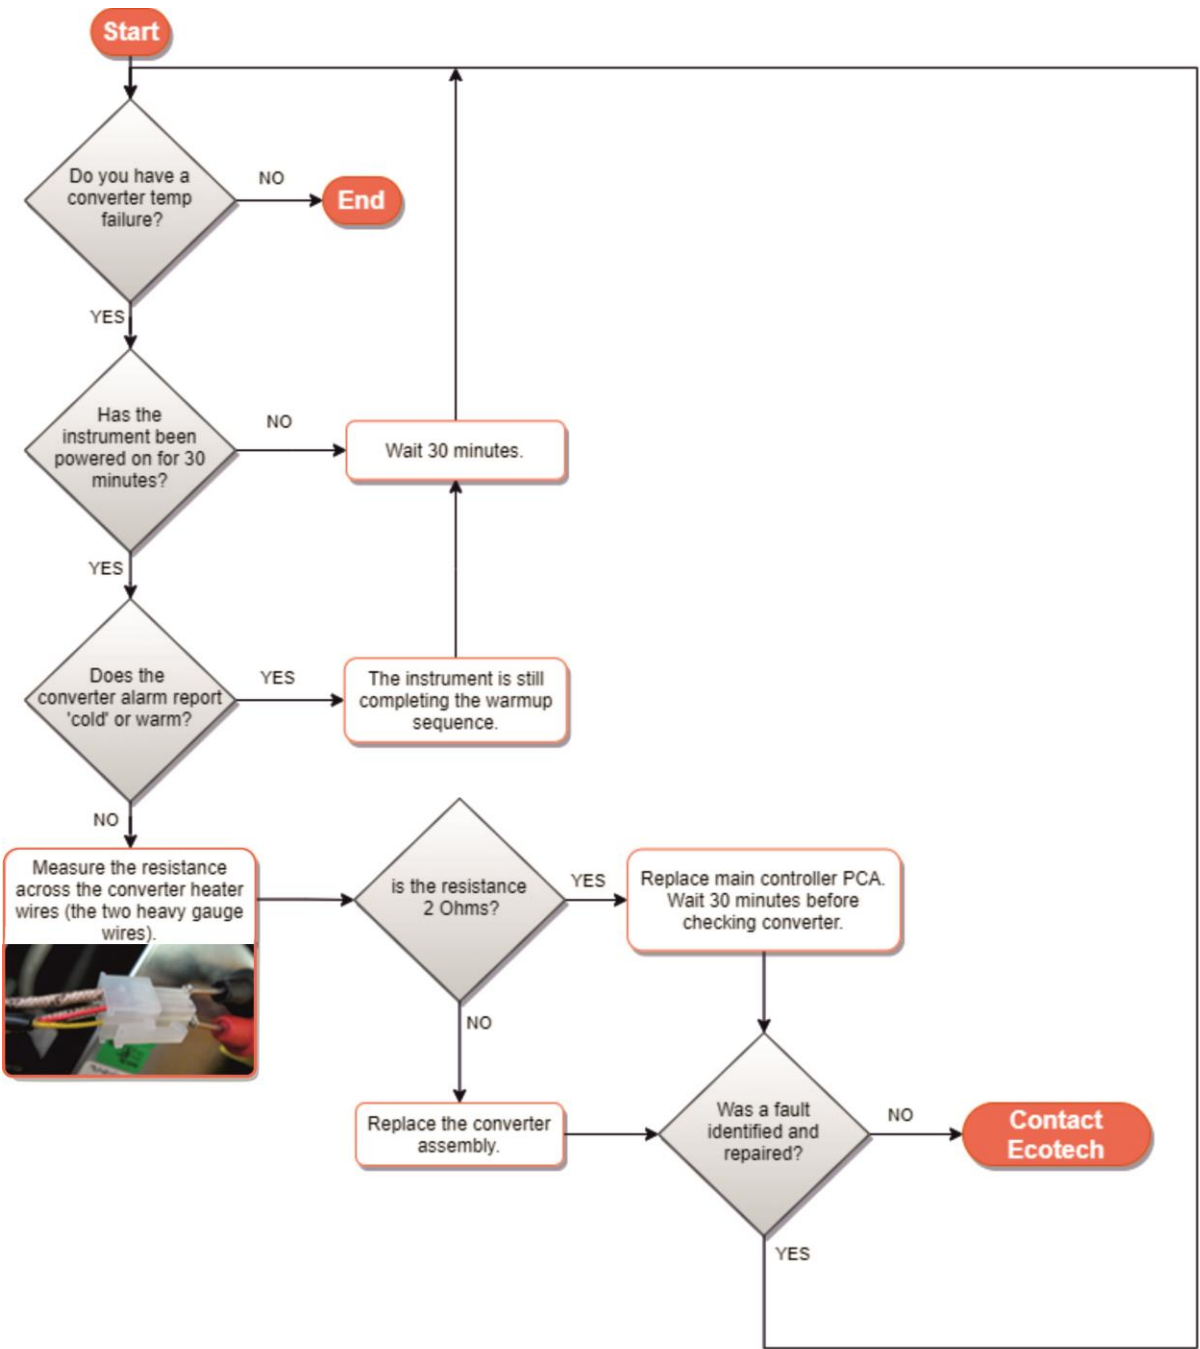 Start
Do you have a
converter temp
failure?
NO
End
YES
Has the
instrument been
powered on for 30
minutes?
NO
Wait 30 minutes.
YES
Does the
converter alarm report
'cold' or warm?
YES
The instrument is still
completing the warmup
sequence.
NO
Measure the resistance
across the converter heater
wires (the two heavy gauge
wires).
is the resistance
2 Ohms?
YES
Replace main controller PCA.
Wait 30 minutes before
checking converter.
NO
Replace the converter
assembly.
Was a fault
identified and
repaired?
NO
Contact
Ecotech
YES